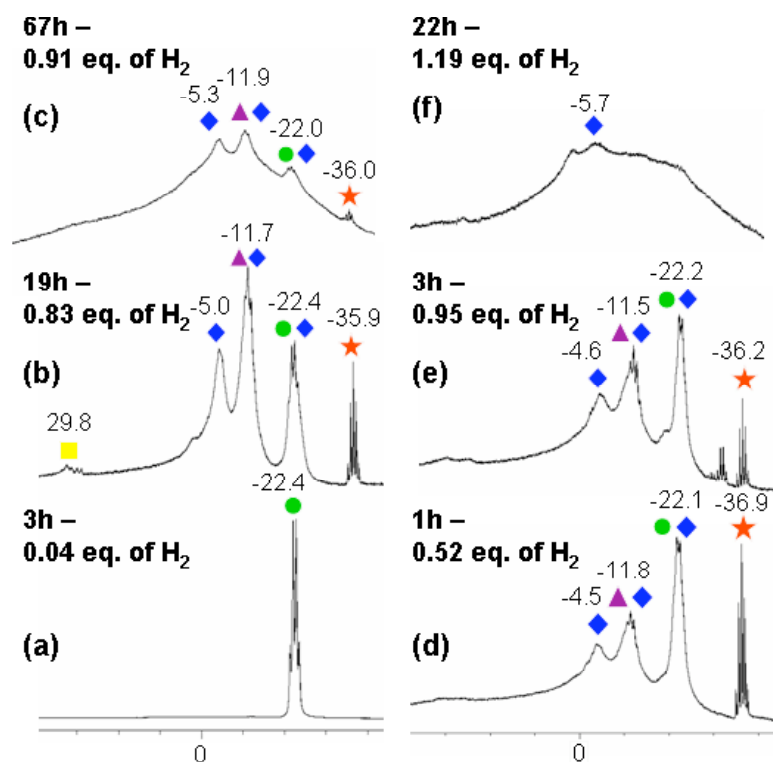 67h –
0.91 eq. of H₂
(c)
-5.3
-11.9
-22.0
-36.0
22h –
1.19 eq. of H₂
(f)
-5.7
19h –
0.83 eq. of H₂
(b)
29.8
-5.0
-11.7
-22.4
-35.9
3h –
0.95 eq. of H₂
(e)
-4.6
-11.5
-22.2
-36.2
3h –
0.04 eq. of H₂
(a)
-22.4
0
1h –
0.52 eq. of H₂
(d)
-4.5
-11.8
-22.1
-36.9
0